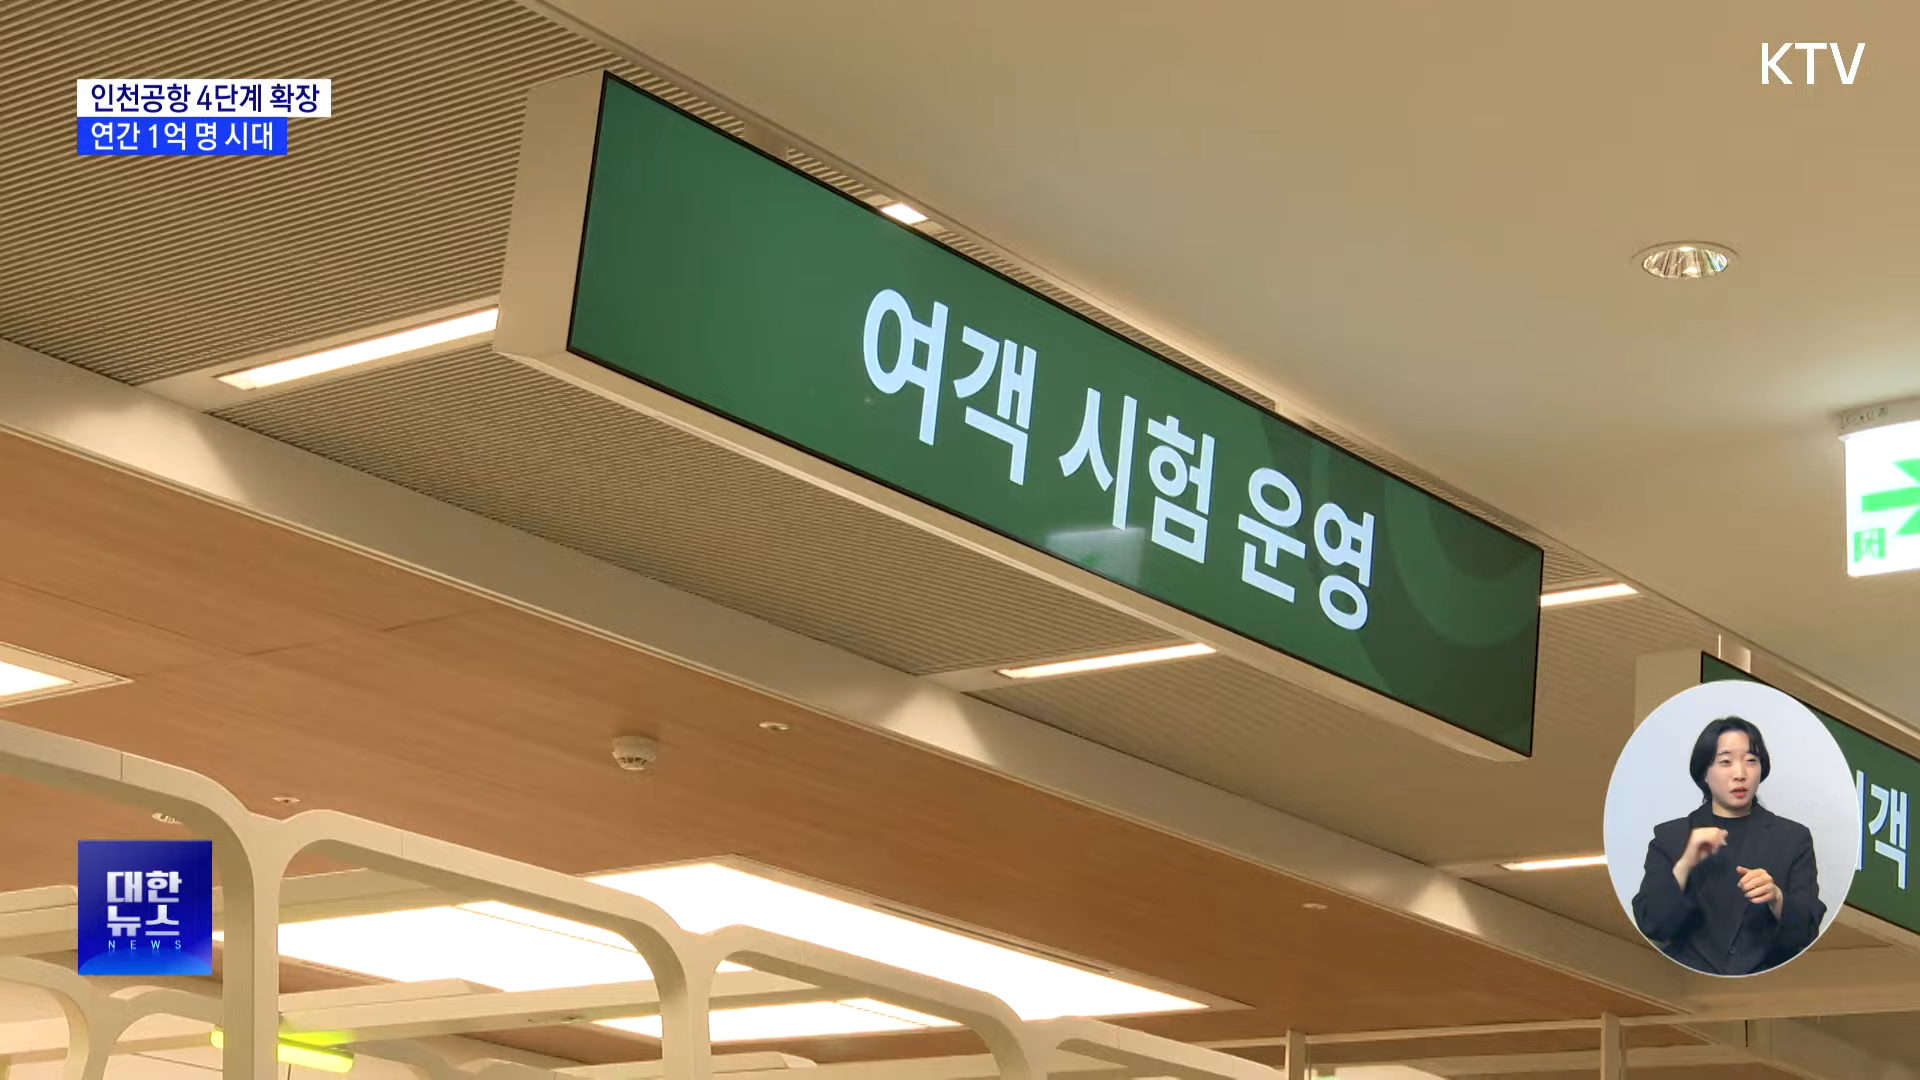 KTV
인천공항 4단계 확장
연간 1억 명 시대
여객 시험 운영
객
대한
뉴스
NEWS